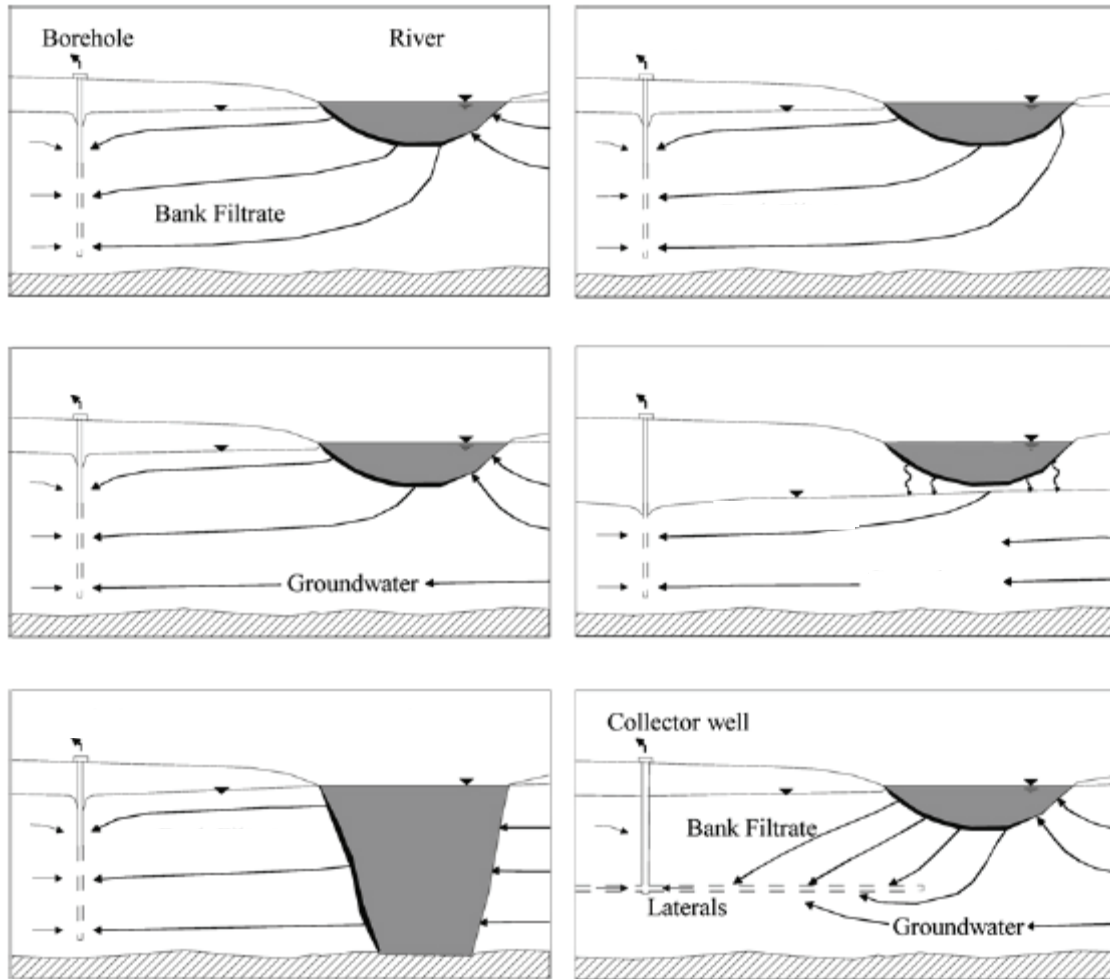 Borehole
River
Bank Filtrate
Groundwater
Collector well
Bank Filtrate
Laterals
Groundwater